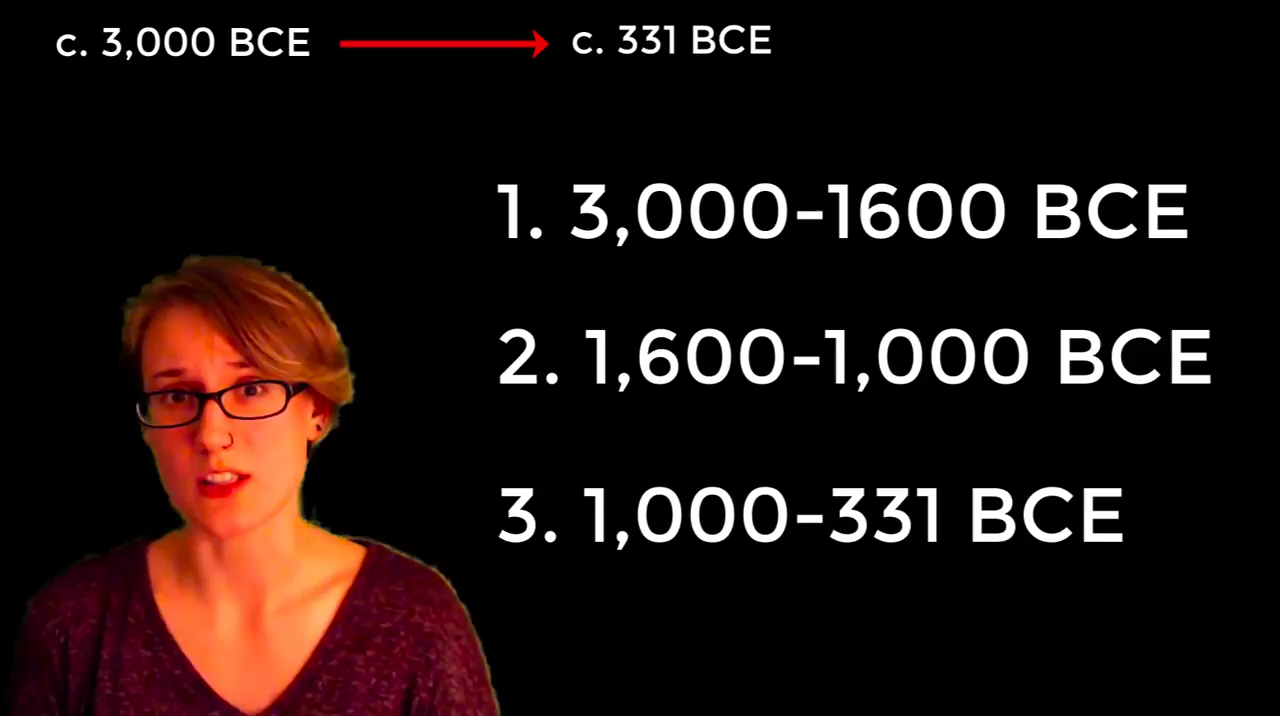 c. 3,000 BCE c. 331 BCE
1. 3,000-1600 BCE
2. 1,600-1,000 BCE
3. 1,000-331 BCE